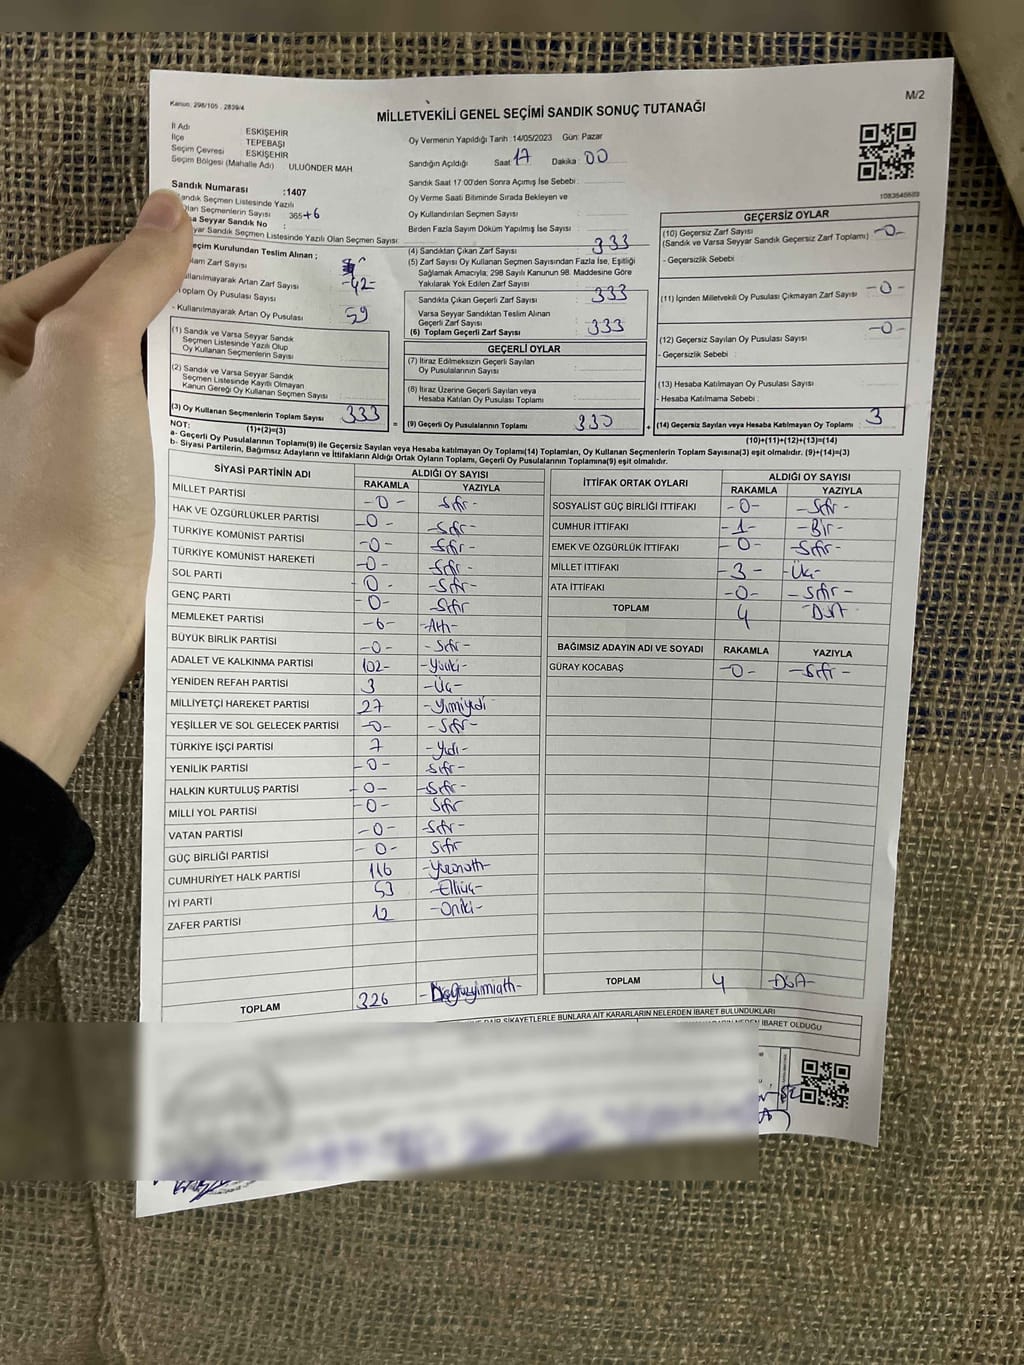 Kanun: 298/105 , 2839/4
M/2
MİLLETVEKİLİ GENEL SEÇİMİ SANDIK SONUÇ TUTANAĞI
İl Adı ESKİŞEHİR
İlçe TEPEBAŞI
Seçim Çevresi ESKİŞEHİR
Seçim Bölgesi (Mahalle Adı) ULUÖNDER MAH
Oy Vermenin Yapıldığı Tarih :14/05/2023 Gün: Pazar
Sandığın Açıldığı Saat 17 Dakika 00
Sandık Saat 17:00'den Sonra Açılmış İse Sebebi :
Oy Verme Saati Bitiminde Sırada Bekleyen ve
Oy Kullandırılan Seçmen Sayısı
Birden Fazla Sayım Döküm Yapılmış İse Sayısı :
Sandık Numarası :1407
Sandık Seçmen Listesinde Yazılı
Olan Seçmenlerin Sayısı 365+6
Seyyar Sandık No :
Seyyar Sandık Seçmen Listesinde Yazılı Olan Seçmen Sayısı:
Seçim Kurulundan Teslim Alınan ;
Zarf Sayısı
Kullanılmayarak Artan Zarf Sayısı -42-
Toplam Oy Pusulası Sayısı
- Kullanılmayarak Artan Oy Pusulası 59
(1) Sandık ve Varsa Seyyar Sandık
Seçmen Listesinde Yazılı Olup
Oy Kullanan Seçmenlerin Sayısı
(2) Sandık ve Varsa Seyyar Sandık
Seçmen Listesinde Kayıtlı Olmayan
Kanun Gereği Oy Kullanan Seçmen Sayısı
(3) Oy Kullanan Seçmenlerin Toplam Sayısı 333
(1)+(2)=(3)
(4) Sandıktan Çıkan Zarf Sayısı 333
(5) Zarf Sayısı Oy Kullanan Seçmen Sayısından Fazla İse, Eşitliği
Sağlamak Amacıyla; 298 Sayılı Kanunun 98. Maddesine Göre
Yakılarak Yok Edilen Zarf Sayısı
Sandıkta Çıkan Geçerli Zarf Sayısı 333
Varsa Seyyar Sandıktan Teslim Alınan
Geçerli Zarf Sayısı
(6) Toplam Geçerli Zarf Sayısı 333
GEÇERLİ OYLAR
(7) İtiraz Edilmeksizin Geçerli Sayılan
Oy Pusulalarının Sayısı
(8) İtiraz Üzerine Geçerli Sayılan veya
Hesaba Katılan Oy Pusulası Toplamı
= (9) Geçerli Oy Pusulalarının Toplamı 330
1083545603
GEÇERSİZ OYLAR
(10) Geçersiz Zarf Sayısı -0-
(Sandık ve Varsa Seyyar Sandık Geçersiz Zarf Toplamı)
- Geçersizlik Sebebi
(11) İçinden Milletvekili Oy Pusulası Çıkmayan Zarf Sayısı -0-
(12) Geçersiz Sayılan Oy Pusulası Sayısı -0-
- Geçersizlik Sebebi :
(13) Hesaba Katılmayan Oy Pusulası Sayısı
- Hesaba Katılmama Sebebi :
+ (14) Geçersiz Sayılan veya Hesaba Katılmayan Oy Toplamı : 3
(10)+(11)+(12)+(13)=(14)
NOT:
a- Geçerli Oy Pusulalarının Toplamı(9) ile Geçersiz Sayılan veya Hesaba katılmayan Oy Toplamı(14) Toplamları, Oy Kullanan Seçmenlerin Toplam Sayısına(3) eşit olmalıdır. (9)+(14)=(3)
b- Siyasi Partilerin, Bağımsız Adayların ve İttifakların Aldığı Ortak Oyların Toplamı, Geçerli Oy Pusulalarının Toplamına(9) eşit olmalıdır.
SİYASİ PARTİNİN ADI ALDIĞI OY SAYISI
RAKAMLA YAZIYLA
MİLLET PARTİSİ -0- Sıfır-
HAK VE ÖZGÜRLÜKLER PARTİSİ -0- -Sıfır-
TÜRKİYE KOMÜNİST PARTİSİ -0- -Sıfır-
TÜRKİYE KOMÜNİST HAREKETİ -0- -Sıfır-
SOL PARTİ -0- -Sıfır-
GENÇ PARTİ -0- -Sıfır
MEMLEKET PARTİSİ -6- -Altı-
BÜYÜK BİRLİK PARTİSİ -0- -Sıfır-
ADALET VE KALKINMA PARTİSİ 102- -Yüziki-
YENİDEN REFAH PARTİSİ 3 -Üç-
MİLLİYETÇİ HAREKET PARTİSİ 27 -Yirmiyedi
YEŞİLLER VE SOL GELECEK PARTİSİ -0- -Sıfır-
TÜRKİYE İŞÇİ PARTİSİ 7 -Yedi-
YENİLİK PARTİSİ -0- Sıfır-
HALKIN KURTULUŞ PARTİSİ -0- -Sıfır-
MİLLİ YOL PARTİSİ -0- Sıfır
VATAN PARTİSİ -0- -Sıfır-
GÜÇ BİRLİĞİ PARTİSİ -0- Sıfır
CUMHURİYET HALK PARTİSİ 116 -Yüzonaltı-
İYİ PARTİ 53 -Elliüç-
ZAFER PARTİSİ 12 -Oniki-
TOPLAM 326
İTTİFAK ORTAK OYLARI ALDIĞI OY SAYISI
RAKAMLA YAZIYLA
SOSYALİST GÜÇ BİRLİĞİ İTTİFAKI -0- -Sıfır-
CUMHUR İTTİFAKI -1- -Bir-
EMEK VE ÖZGÜRLÜK İTTİFAKI -0- -Sıfır-
MİLLET İTTİFAKI -3- -Üç-
ATA İTTİFAKI -0- -Sıfır-
TOPLAM 4 -Dört
BAĞIMSIZ ADAYIN ADI VE SOYADI RAKAMLA YAZIYLA
GÜRAY KOCABAŞ -0- -Sıfır-
TOPLAM 4 -Dört-
DAİR ŞİKAYETLERLE BUNLARA AİT KARARLARIN NELERDEN İBARET BULUNDUKLARI
KARARLARIN NEDEN İBARET OLDUĞU